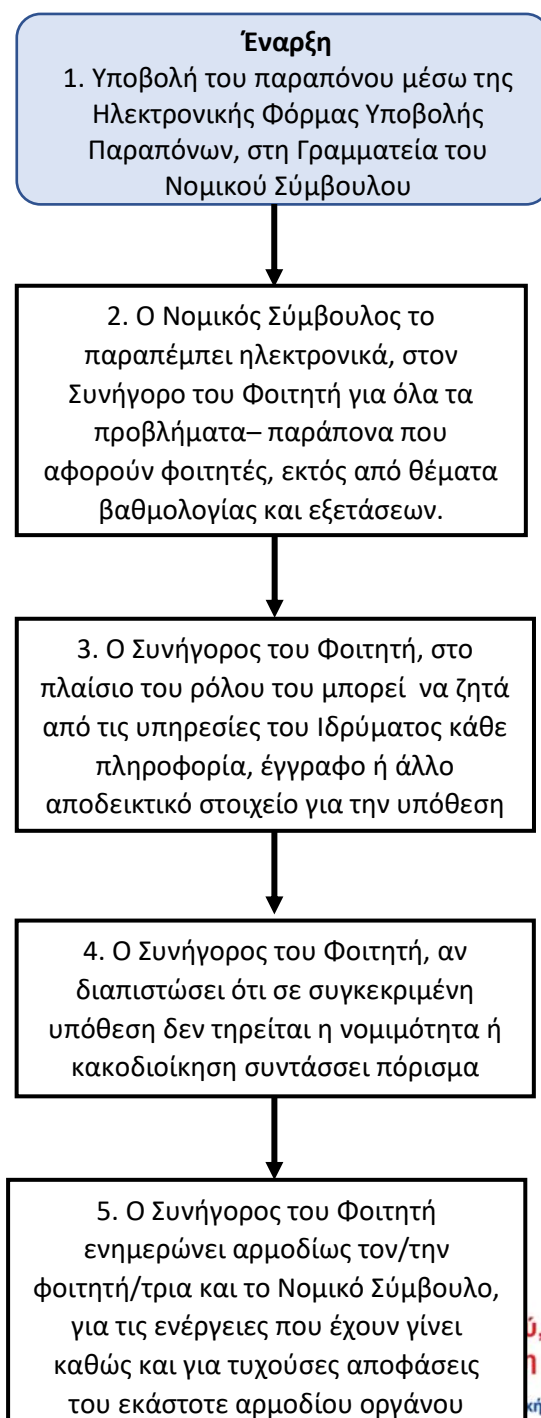 Έναρξη
1. Υποβολή του παραπόνου μέσω της
Ηλεκτρονικής Φόρμας Υποβολής
Παραπόνων, στη Γραμματεία του
Νομικού Σύμβουλου
2. Ο Νομικός Σύμβουλος το
παραπέμπει ηλεκτρονικά, στον
Συνήγορο του Φοιτητή για όλα τα
προβλήματα– παράπονα που
αφορούν φοιτητές, εκτός από θέματα
βαθμολογίας και εξετάσεων.
3. Ο Συνήγορος του Φοιτητή, στο
πλαίσιο του ρόλου του μπορεί  να ζητά
από τις υπηρεσίες του Ιδρύματος κάθε
πληροφορία, έγγραφο ή άλλο
αποδεικτικό στοιχείο για την υπόθεση
4. Ο Συνήγορος του Φοιτητή, αν
διαπιστώσει ότι σε συγκεκριμένη
υπόθεση δεν τηρείται η νομιμότητα ή
κακοδιοίκηση συντάσσει πόρισμα
5. Ο Συνήγορος του Φοιτητή
ενημερώνει αρμοδίως τον/την
φοιτητή/τρια και το Νομικό Σύμβουλο,
για τις ενέργειες που έχουν γίνει
καθώς και για τυχούσες αποφάσεις
του εκάστοτε αρμοδίου οργάνου